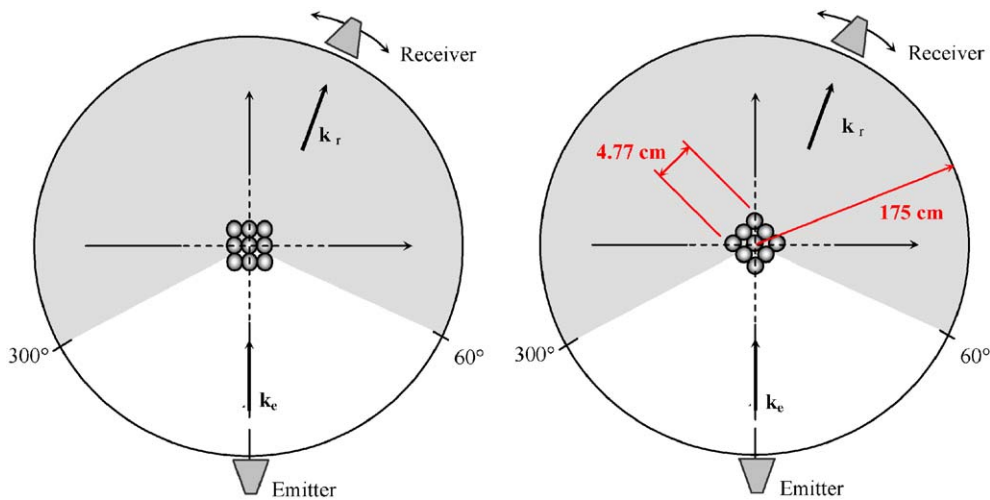 Receiver
k r
300°
60°
ke
Emitter
Receiver
k r
4.77 cm
175 cm
300°
60°
ke
Emitter